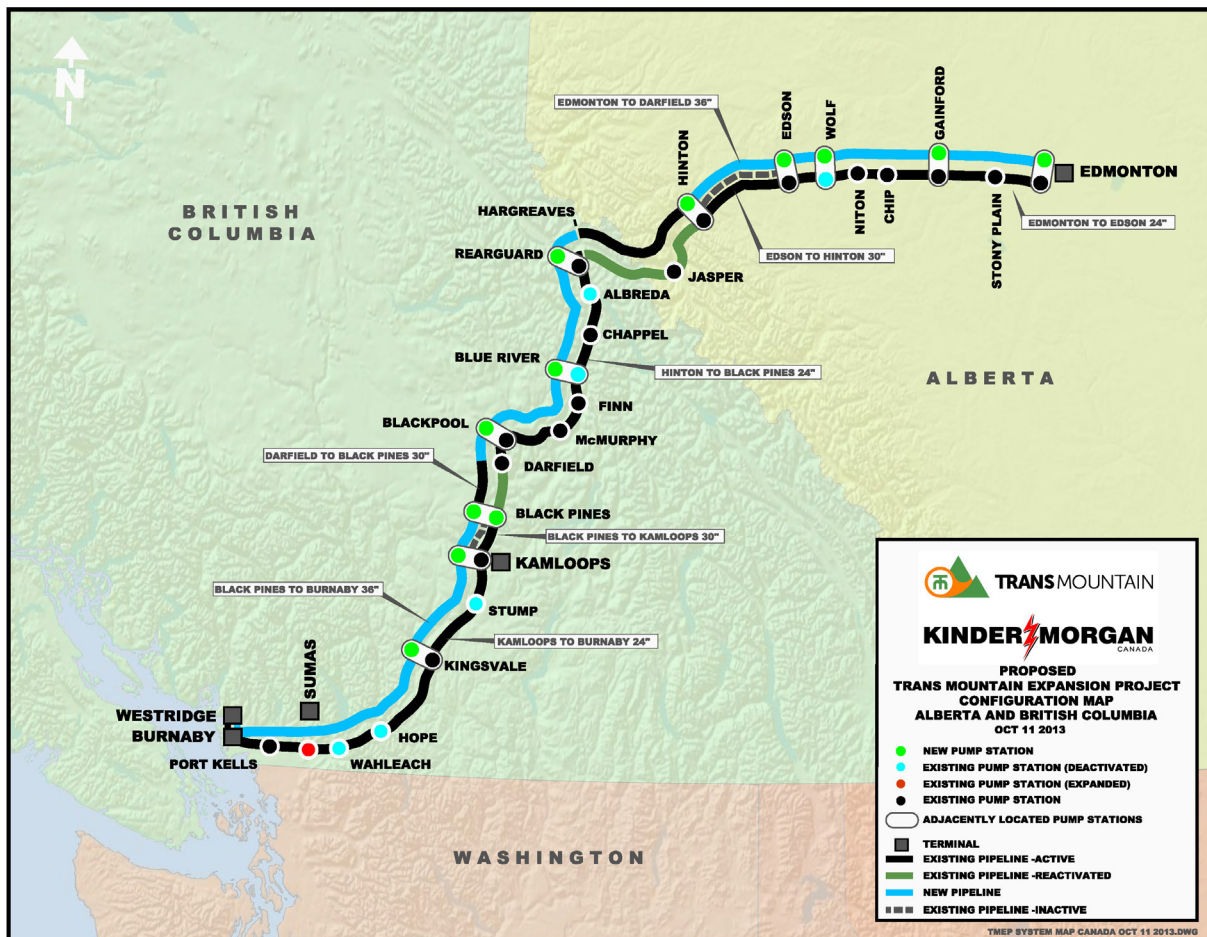 N
BRITISH
COLUMBIA
ALBERTA
WASHINGTON
EDMONTON TO DARFIELD 36"
EDSON
WOLF
GAINFORD
HINTON
EDMONTON
HARGREAVES
NITON
CHIP
STONY PLAIN
EDMONTON TO EDSON 24"
EDSON TO HINTON 30"
REARGUARD
JASPER
ALBREDA
CHAPPEL
BLUE RIVER
HINTON TO BLACK PINES 24"
FINN
BLACKPOOL
McMURPHY
DARFIELD TO BLACK PINES 30"
DARFIELD
BLACK PINES
BLACK PINES TO KAMLOOPS 30"
KAMLOOPS
BLACK PINES TO BURNABY 36"
STUMP
KAMLOOPS TO BURNABY 24"
KINGSVALE
SUMAS
WESTRIDGE
BURNABY
HOPE
PORT KELLS
WAHLEACH
TRANSMOUNTAIN
KINDER MORGAN
CANADA
PROPOSED
TRANS MOUNTAIN EXPANSION PROJECT
CONFIGURATION MAP
ALBERTA AND BRITISH COLUMBIA
OCT 11 2013
NEW PUMP STATION
EXISTING PUMP STATION (DEACTIVATED)
EXISTING PUMP STATION (EXPANDED)
EXISTING PUMP STATION
ADJACENTLY LOCATED PUMP STATIONS
TERMINAL
EXISTING PIPELINE -ACTIVE
EXISTING PIPELINE -REACTIVATED
NEW PIPELINE
EXISTING PIPELINE -INACTIVE
TMEP SYSTEM MAP CANADA OCT 11 2013.DWG